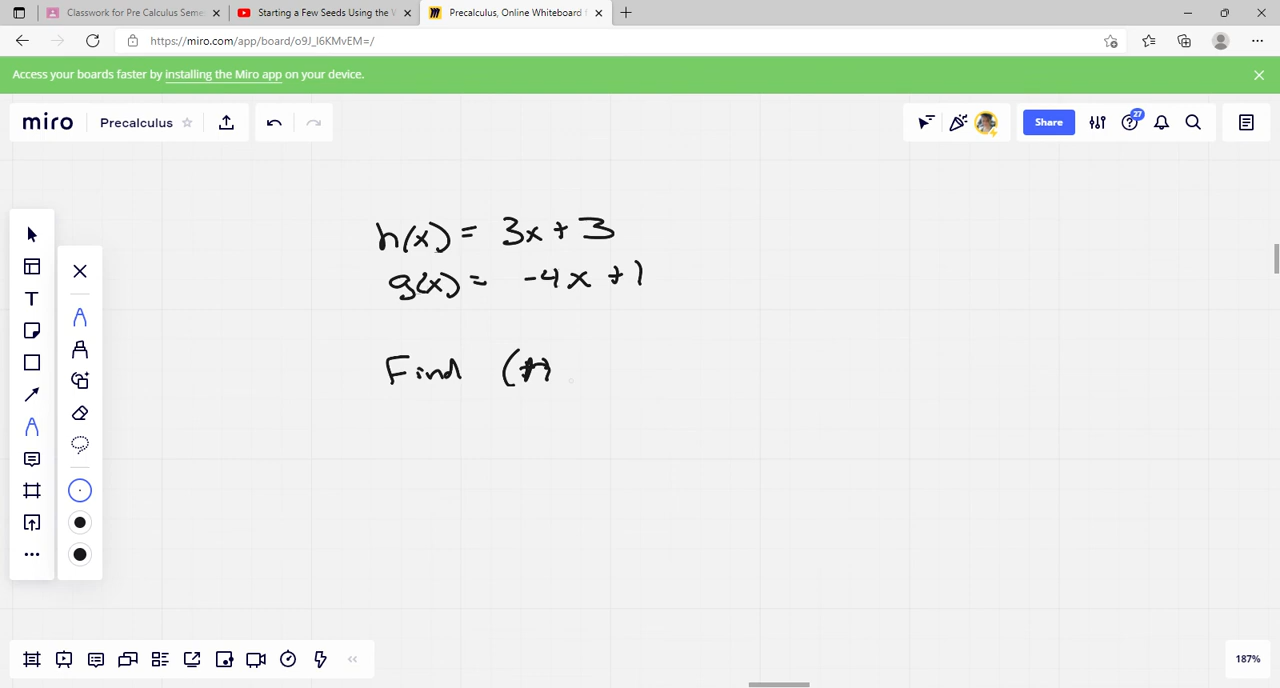 Classwork for Pre Calculus Seme
Starting a Few Seeds Using the W
Precalculus, Online Whiteboard
https://miro.com/app/board/o9J_l6KMvEM=/
Access your boards faster by installing the Miro app on your device.
miro Precalculus Share 27
h(x) = 3x + 3
g(x) = -4x + 1
Find (
187%